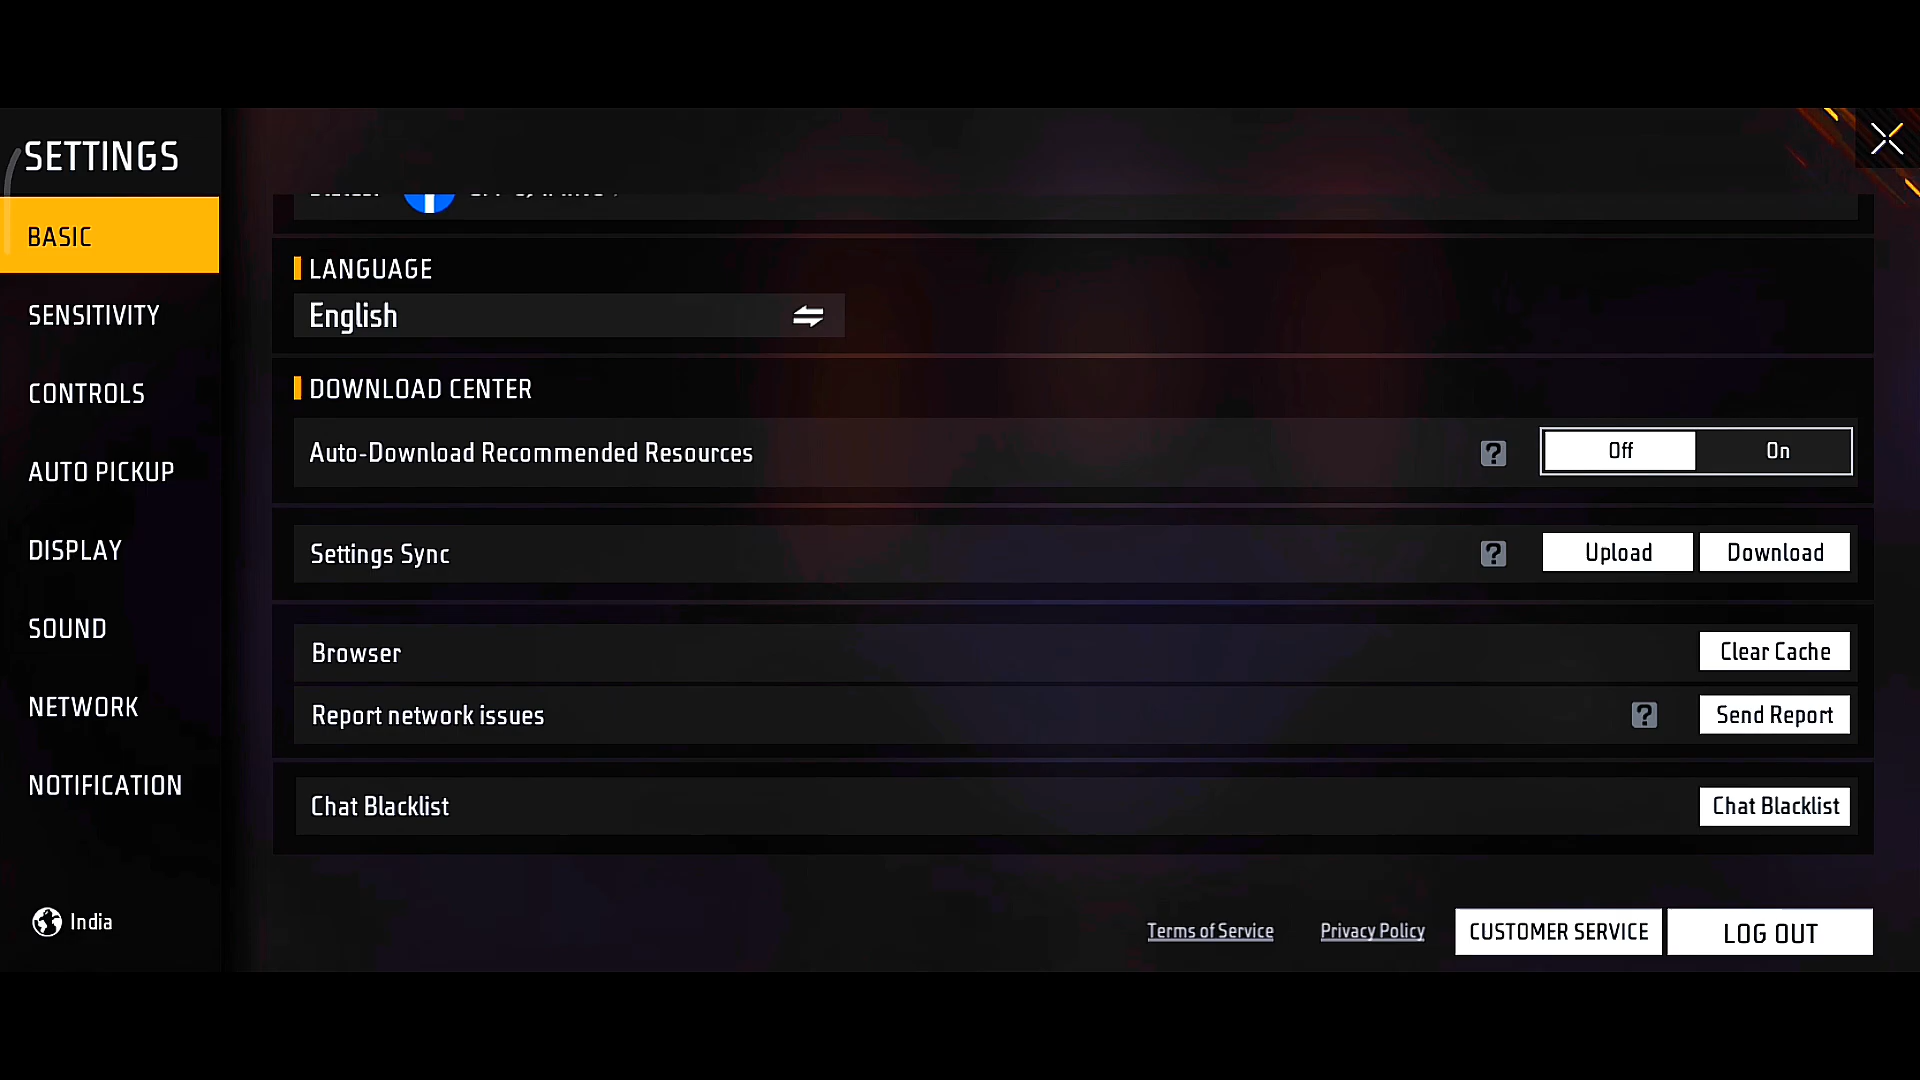 SETTINGS
BASIC
SENSITIVITY
CONTROLS
AUTO PICKUP
DISPLAY
SOUND
NETWORK
NOTIFICATION
India
LANGUAGE
English
DOWNLOAD CENTER
Auto-Download Recommended Resources ? Off On
Settings Sync ? Upload Download
Browser Clear Cache
Report network issues ? Send Report
Chat Blacklist Chat Blacklist
Terms of Service Privacy Policy CUSTOMER SERVICE LOG OUT